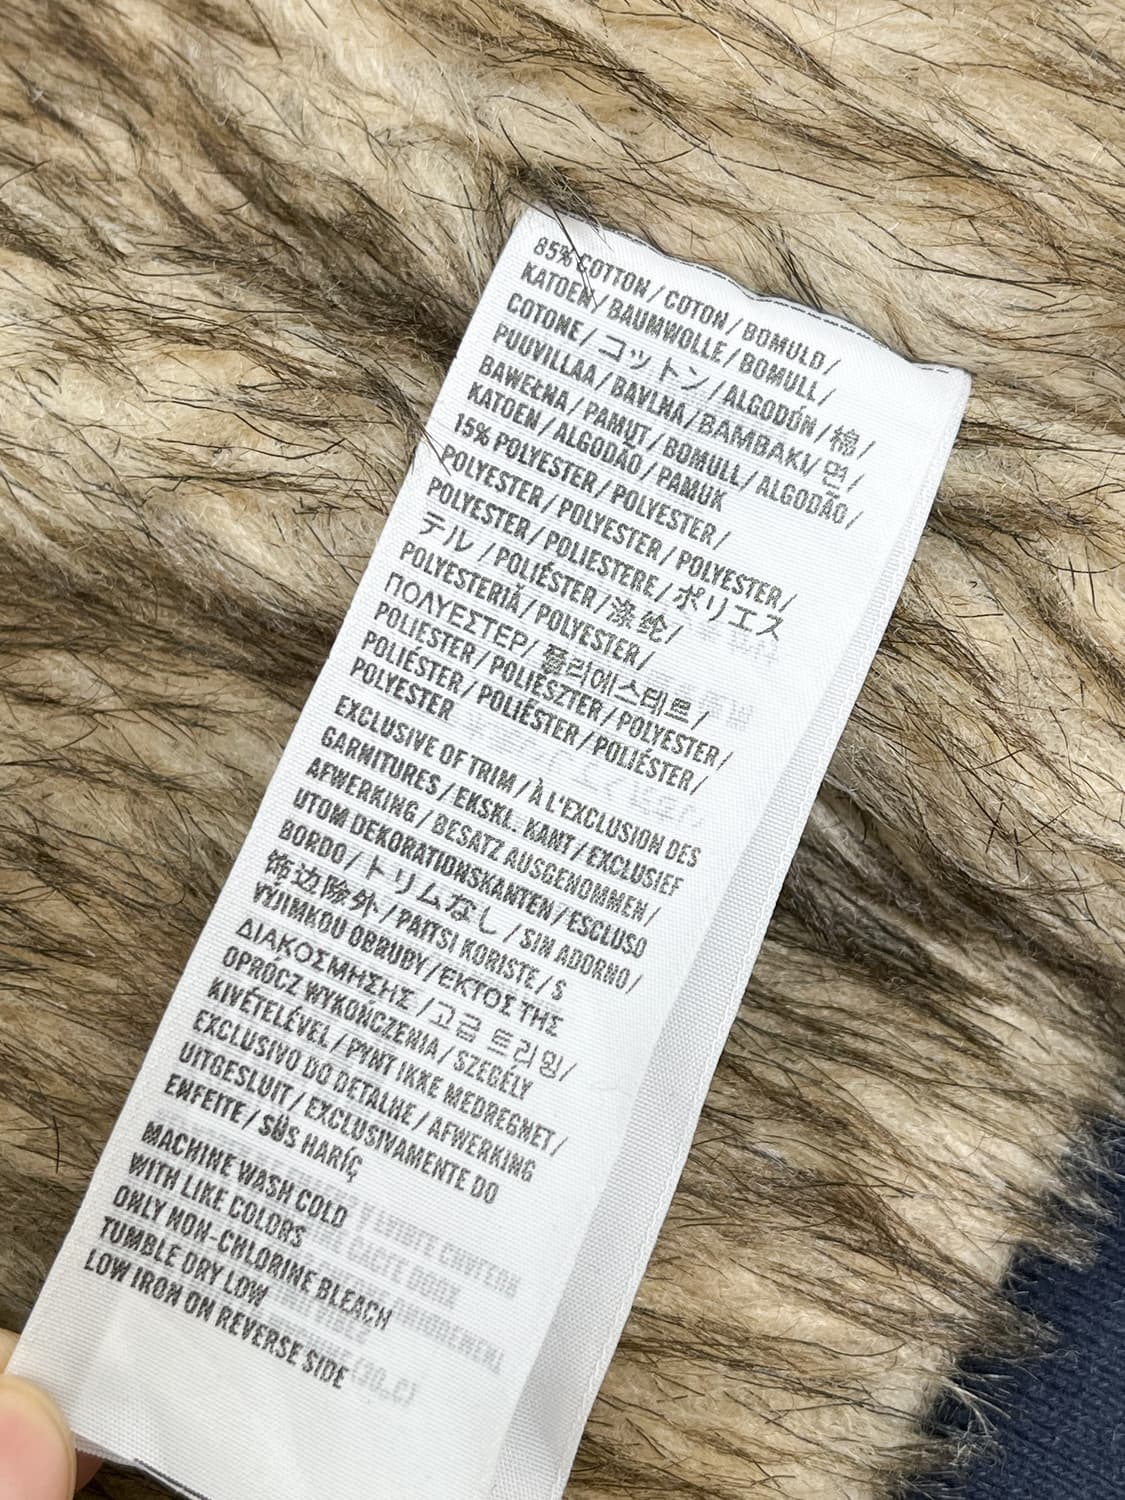 85% COTTON / COTON / BOMULD /
KATOEN / BAUMWOLLE / BOMULL /
COTONE / コットン / ALGODÓN / 棉 /
PUUVILLAA / BAVLNA / BAMBAKI / 면 /
BAWEŁNA / PAMUT / BOMULL / ALGODÃO /
KATOEN / ALGODÃO / PAMUK
15% POLYESTER / POLYESTER /
POLYESTER / POLYESTER / POLYESTER /
POLYESTER / POLIESTERE / ポリエス
テル / POLIÉSTER / 涤纶 /
POLYESTERIÄ / POLYESTER /
ΠΟΛΥΕΣΤΕΡ / 폴리에스테르 /
POLIESTER / POLIÉSZTER / POLYESTER /
POLIÉSTER / POLIÉSTER / POLIÉSTER /
POLYESTER
EXCLUSIVE OF TRIM / À L'EXCLUSION DES
GARNITURES / EKSKL. KANT / EXCLUSIEF
AFWERKING / BESATZ AUSGENOMMEN /
UTOM DEKORATIONSKANTEN / ESCLUSO
BORDO / トリムなし / SIN ADORNO /
饰边除外 / PAITSI KORISTE / S
VÝJIMKOU OBRUBY / ΕΚΤΟΣ ΤΗΣ
ΔΙΑΚΟΣΜΗΣΗΣ / 고급 트리밍 /
OPRÓCZ WYKOŃCZENIA / SZEGÉLY
KIVÉTELÉVEL / PYNT IKKE MEDREGNET /
EXCLUSIVO DO DETALHE / AFWERKING
UITGESLUIT / EXCLUSIVAMENTE DO
ENFEITE / SÜS HARİÇ
MACHINE WASH COLD
WITH LIKE COLORS
ONLY NON-CHLORINE BLEACH
TUMBLE DRY LOW
LOW IRON ON REVERSE SIDE